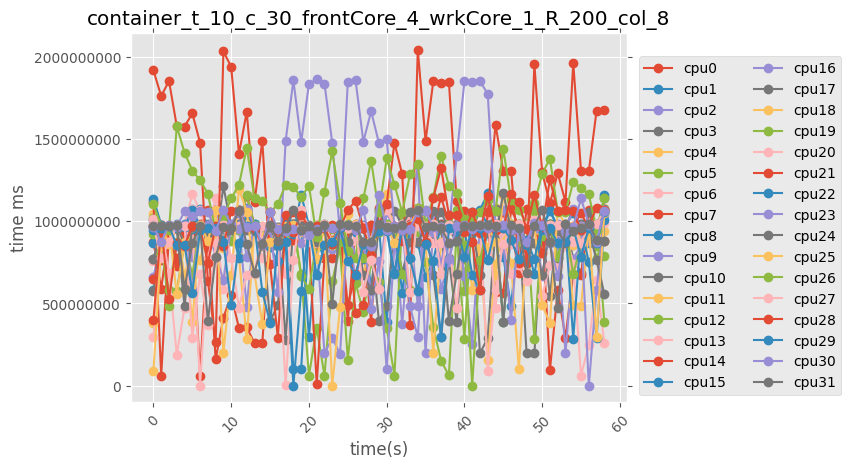 container_t_10_c_30_frontCore_4_wrkCore_1_R_200_col_8
2000000000
1500000000
1000000000
500000000
0
time ms
0 10 20 30 40 50 60
time(s)
cpu0 cpu16
cpu1 cpu17
cpu2 cpu18
cpu3 cpu19
cpu4 cpu20
cpu5 cpu21
cpu6 cpu22
cpu7 cpu23
cpu8 cpu24
cpu9 cpu25
cpu10 cpu26
cpu11 cpu27
cpu12 cpu28
cpu13 cpu29
cpu14 cpu30
cpu15 cpu31